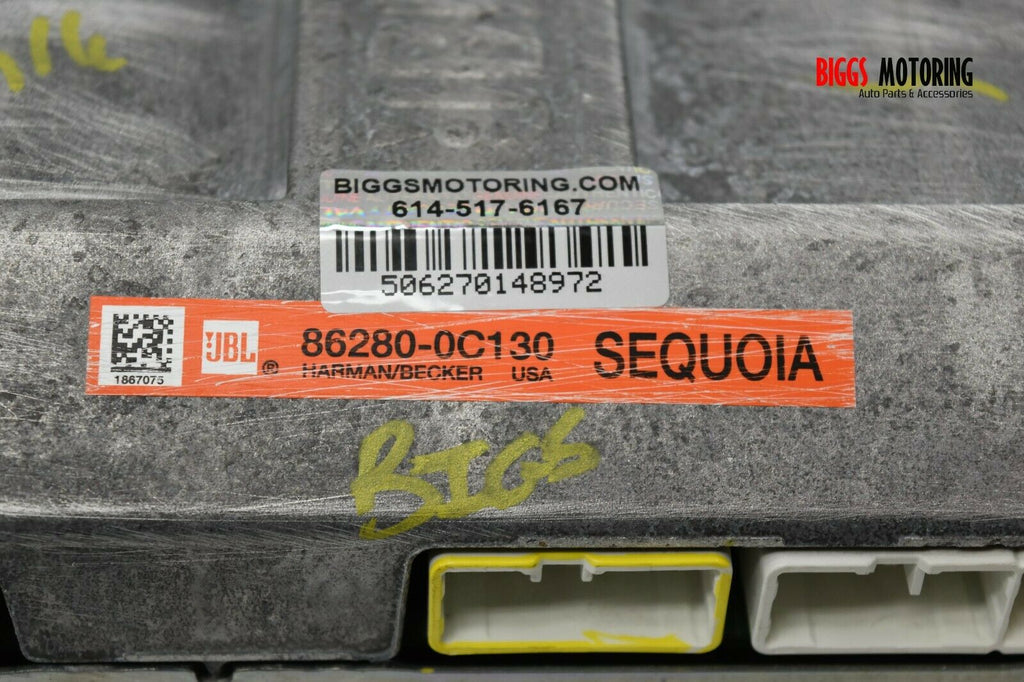 116
BIGGS MOTORING
Auto Parts & Accessories
BIGGSMOTORING.COM
614-517-6167
506270148972
JBL ® 86280-0C130 SEQUOIA
1867075 HARMAN/BECKER USA
BIGS